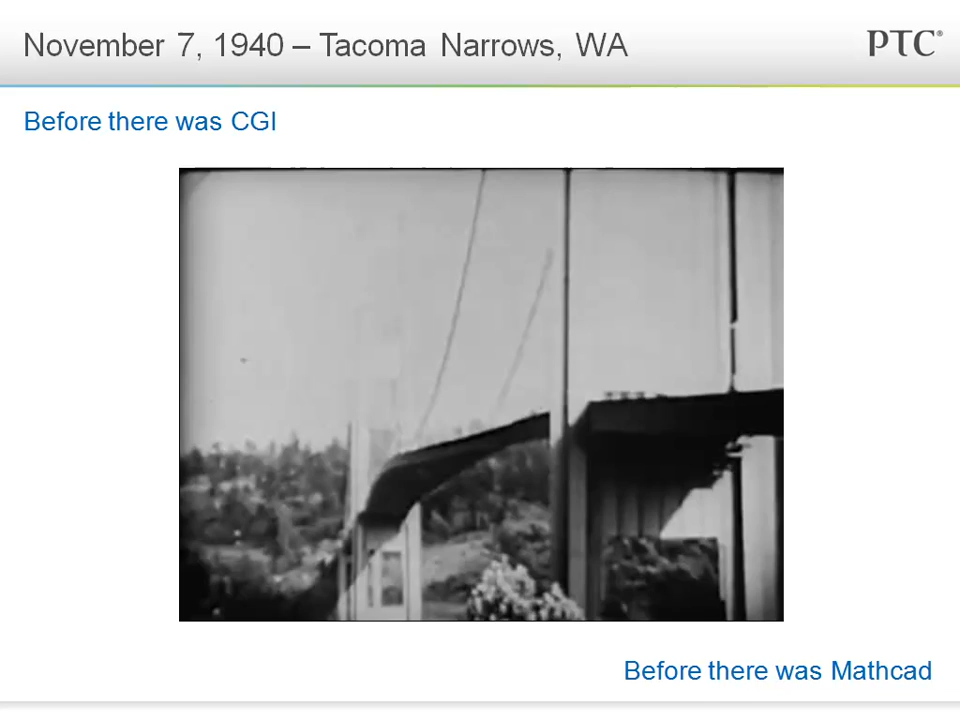 November 7, 1940 – Tacoma Narrows, WA
PTC®
Before there was CGI
Before there was Mathcad